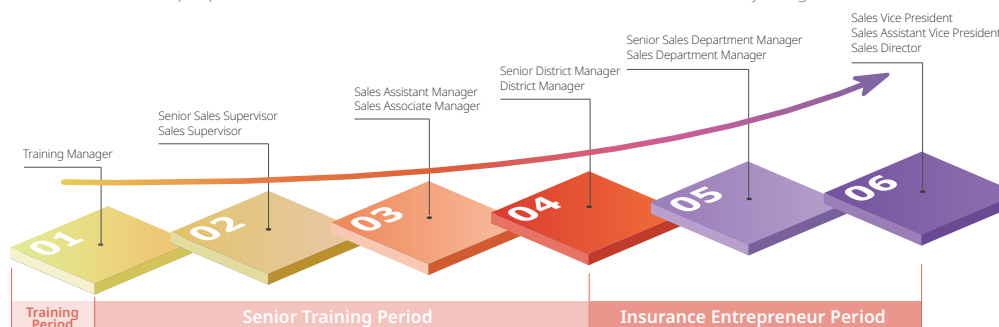 Sales Vice President
Sales Assistant Vice President
Sales Director
Senior Sales Department Manager
Sales Department Manager
Senior District Manager
District Manager
Sales Assistant Manager
Sales Associate Manager
Senior Sales Supervisor
Sales Supervisor
Training Manager
01
02
03
04
05
06
Training
Period
Senior Training Period
Insurance Entrepreneur Period